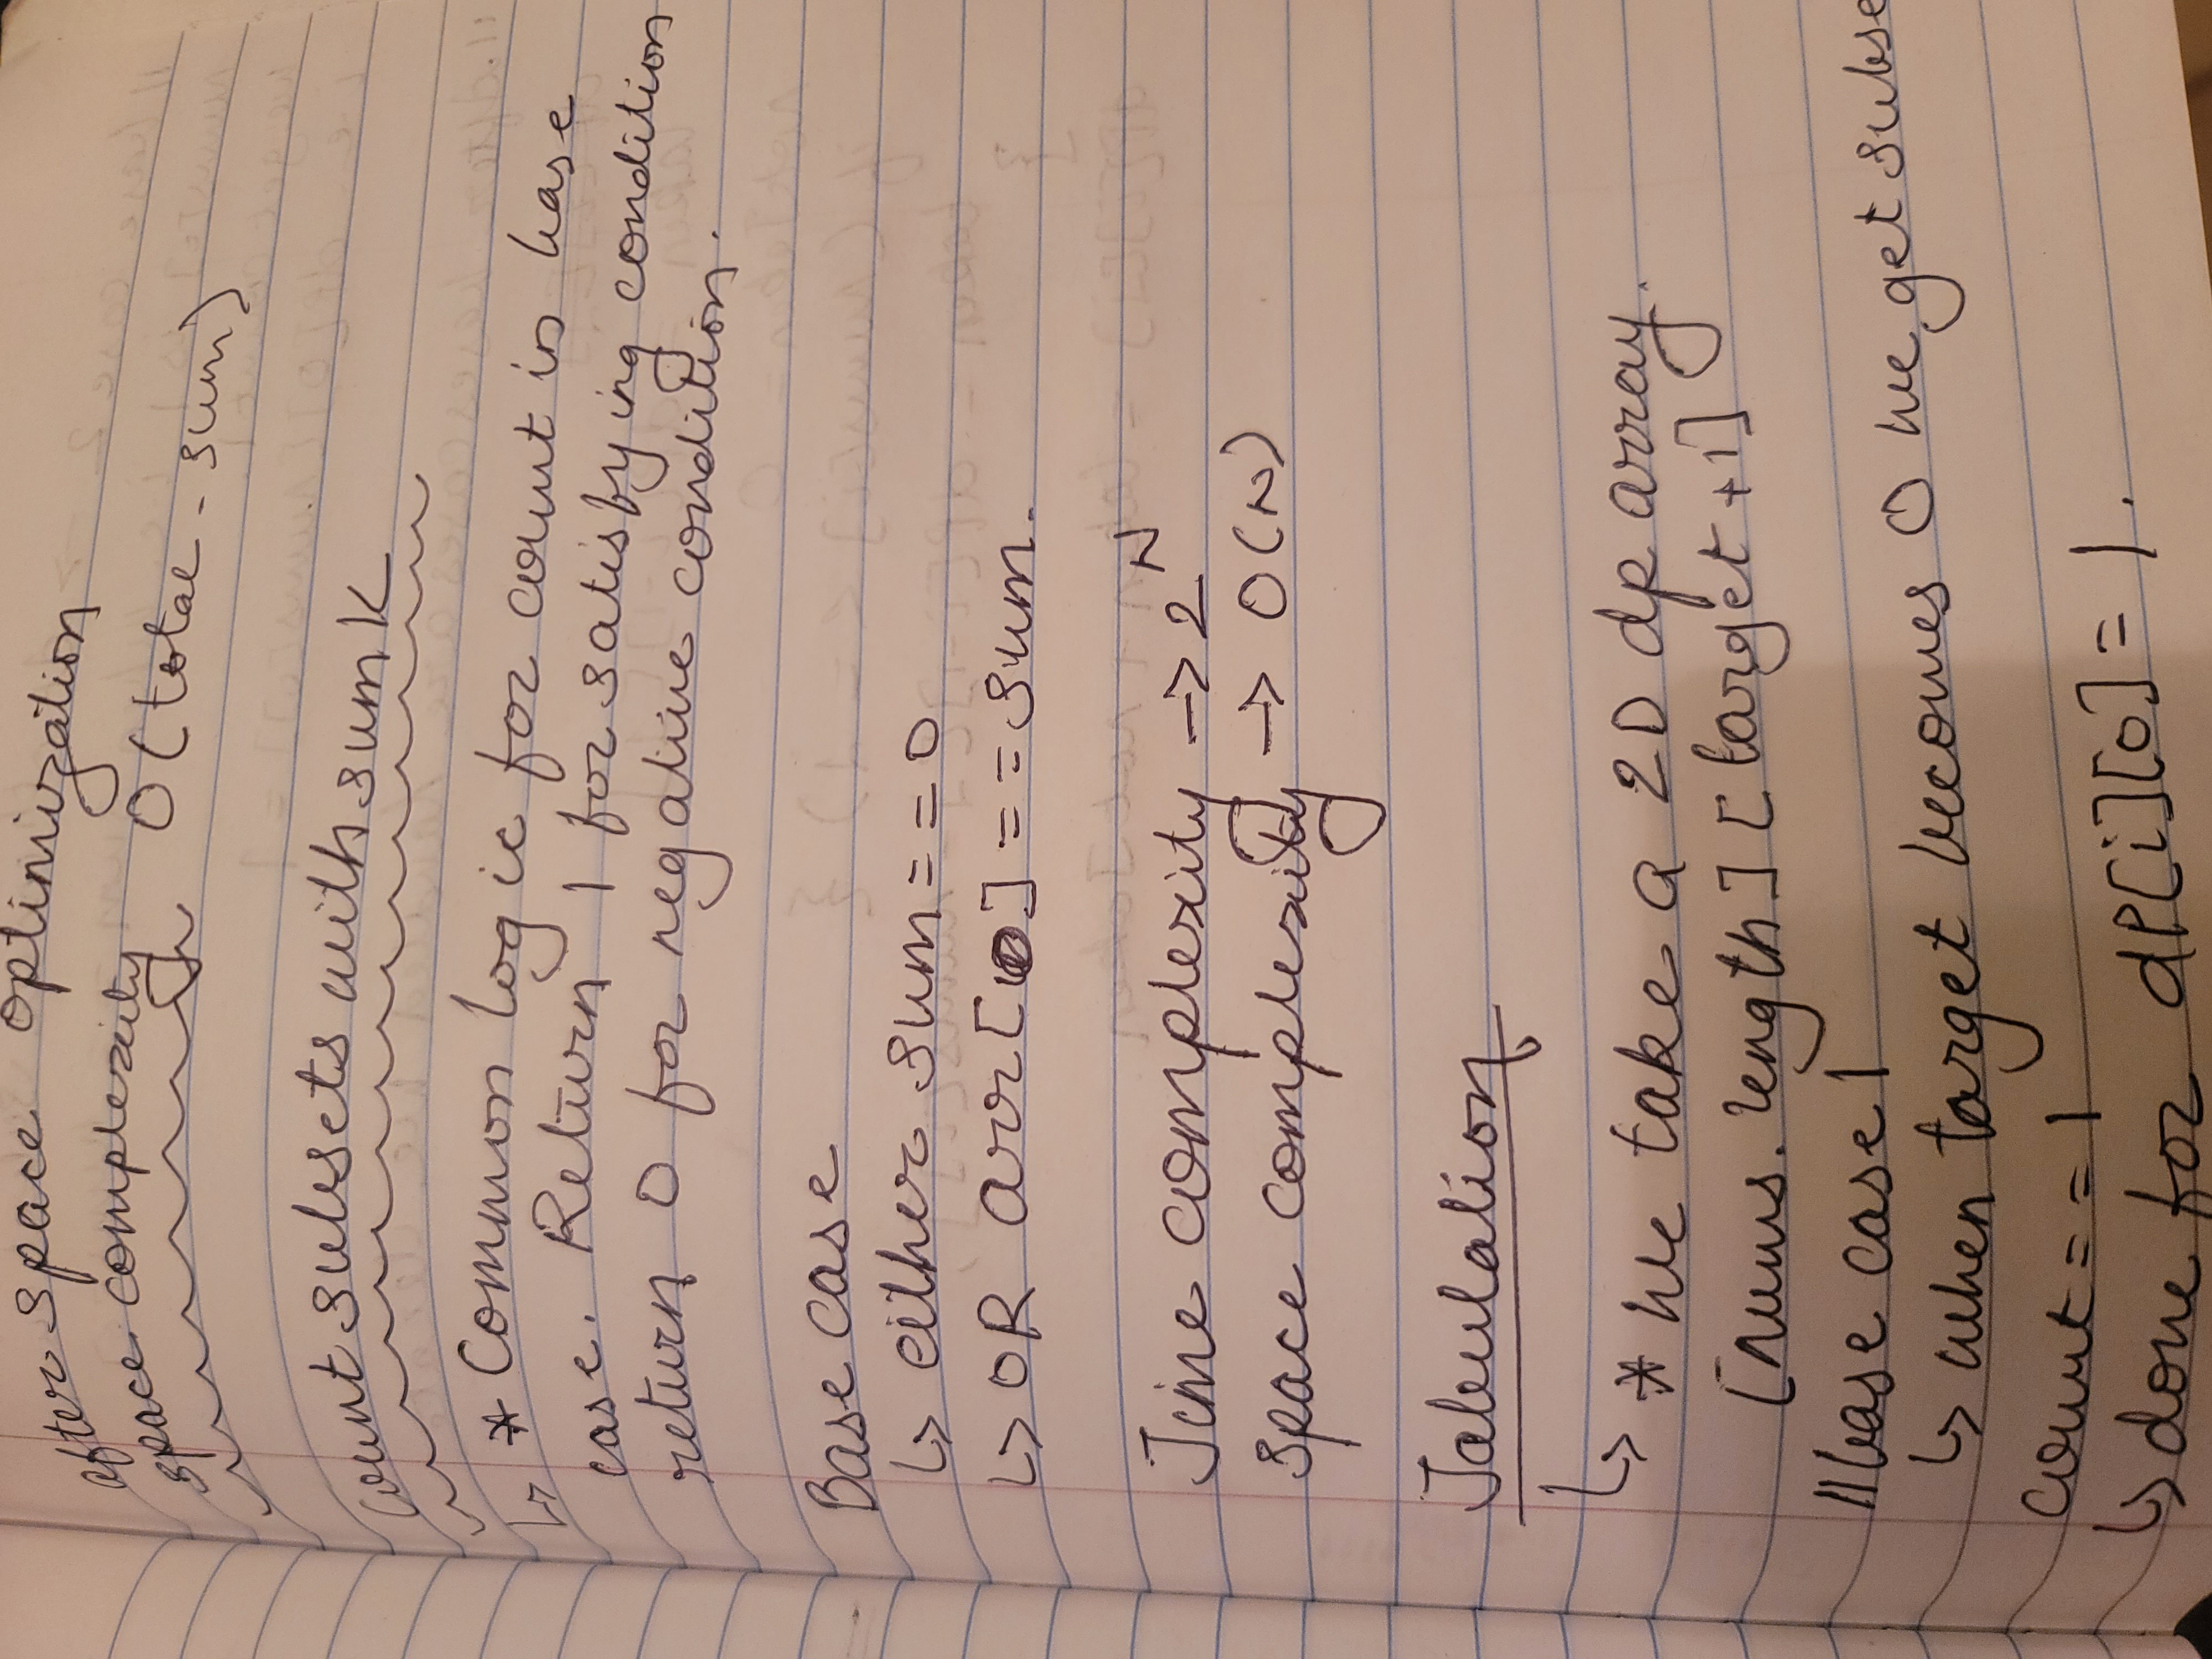 after space optimization
space complexity O(total-sum)
count subsets with sum K
↳ * Common logic for count in base
case. Return 1 for satisfying condition
return 0 for negative condition.
Base case
↳ either sum == 0
↳ OR arr[0] == sum.
Time complexity → 2^N
space complexity → O(N)
Tabulation
↳ * We take a 2D dp array.
[nums.length][target+1]
// base case 1
↳ when target becomes 0 we get subse
count == 1
↳ done for dP[i][0] = 1.